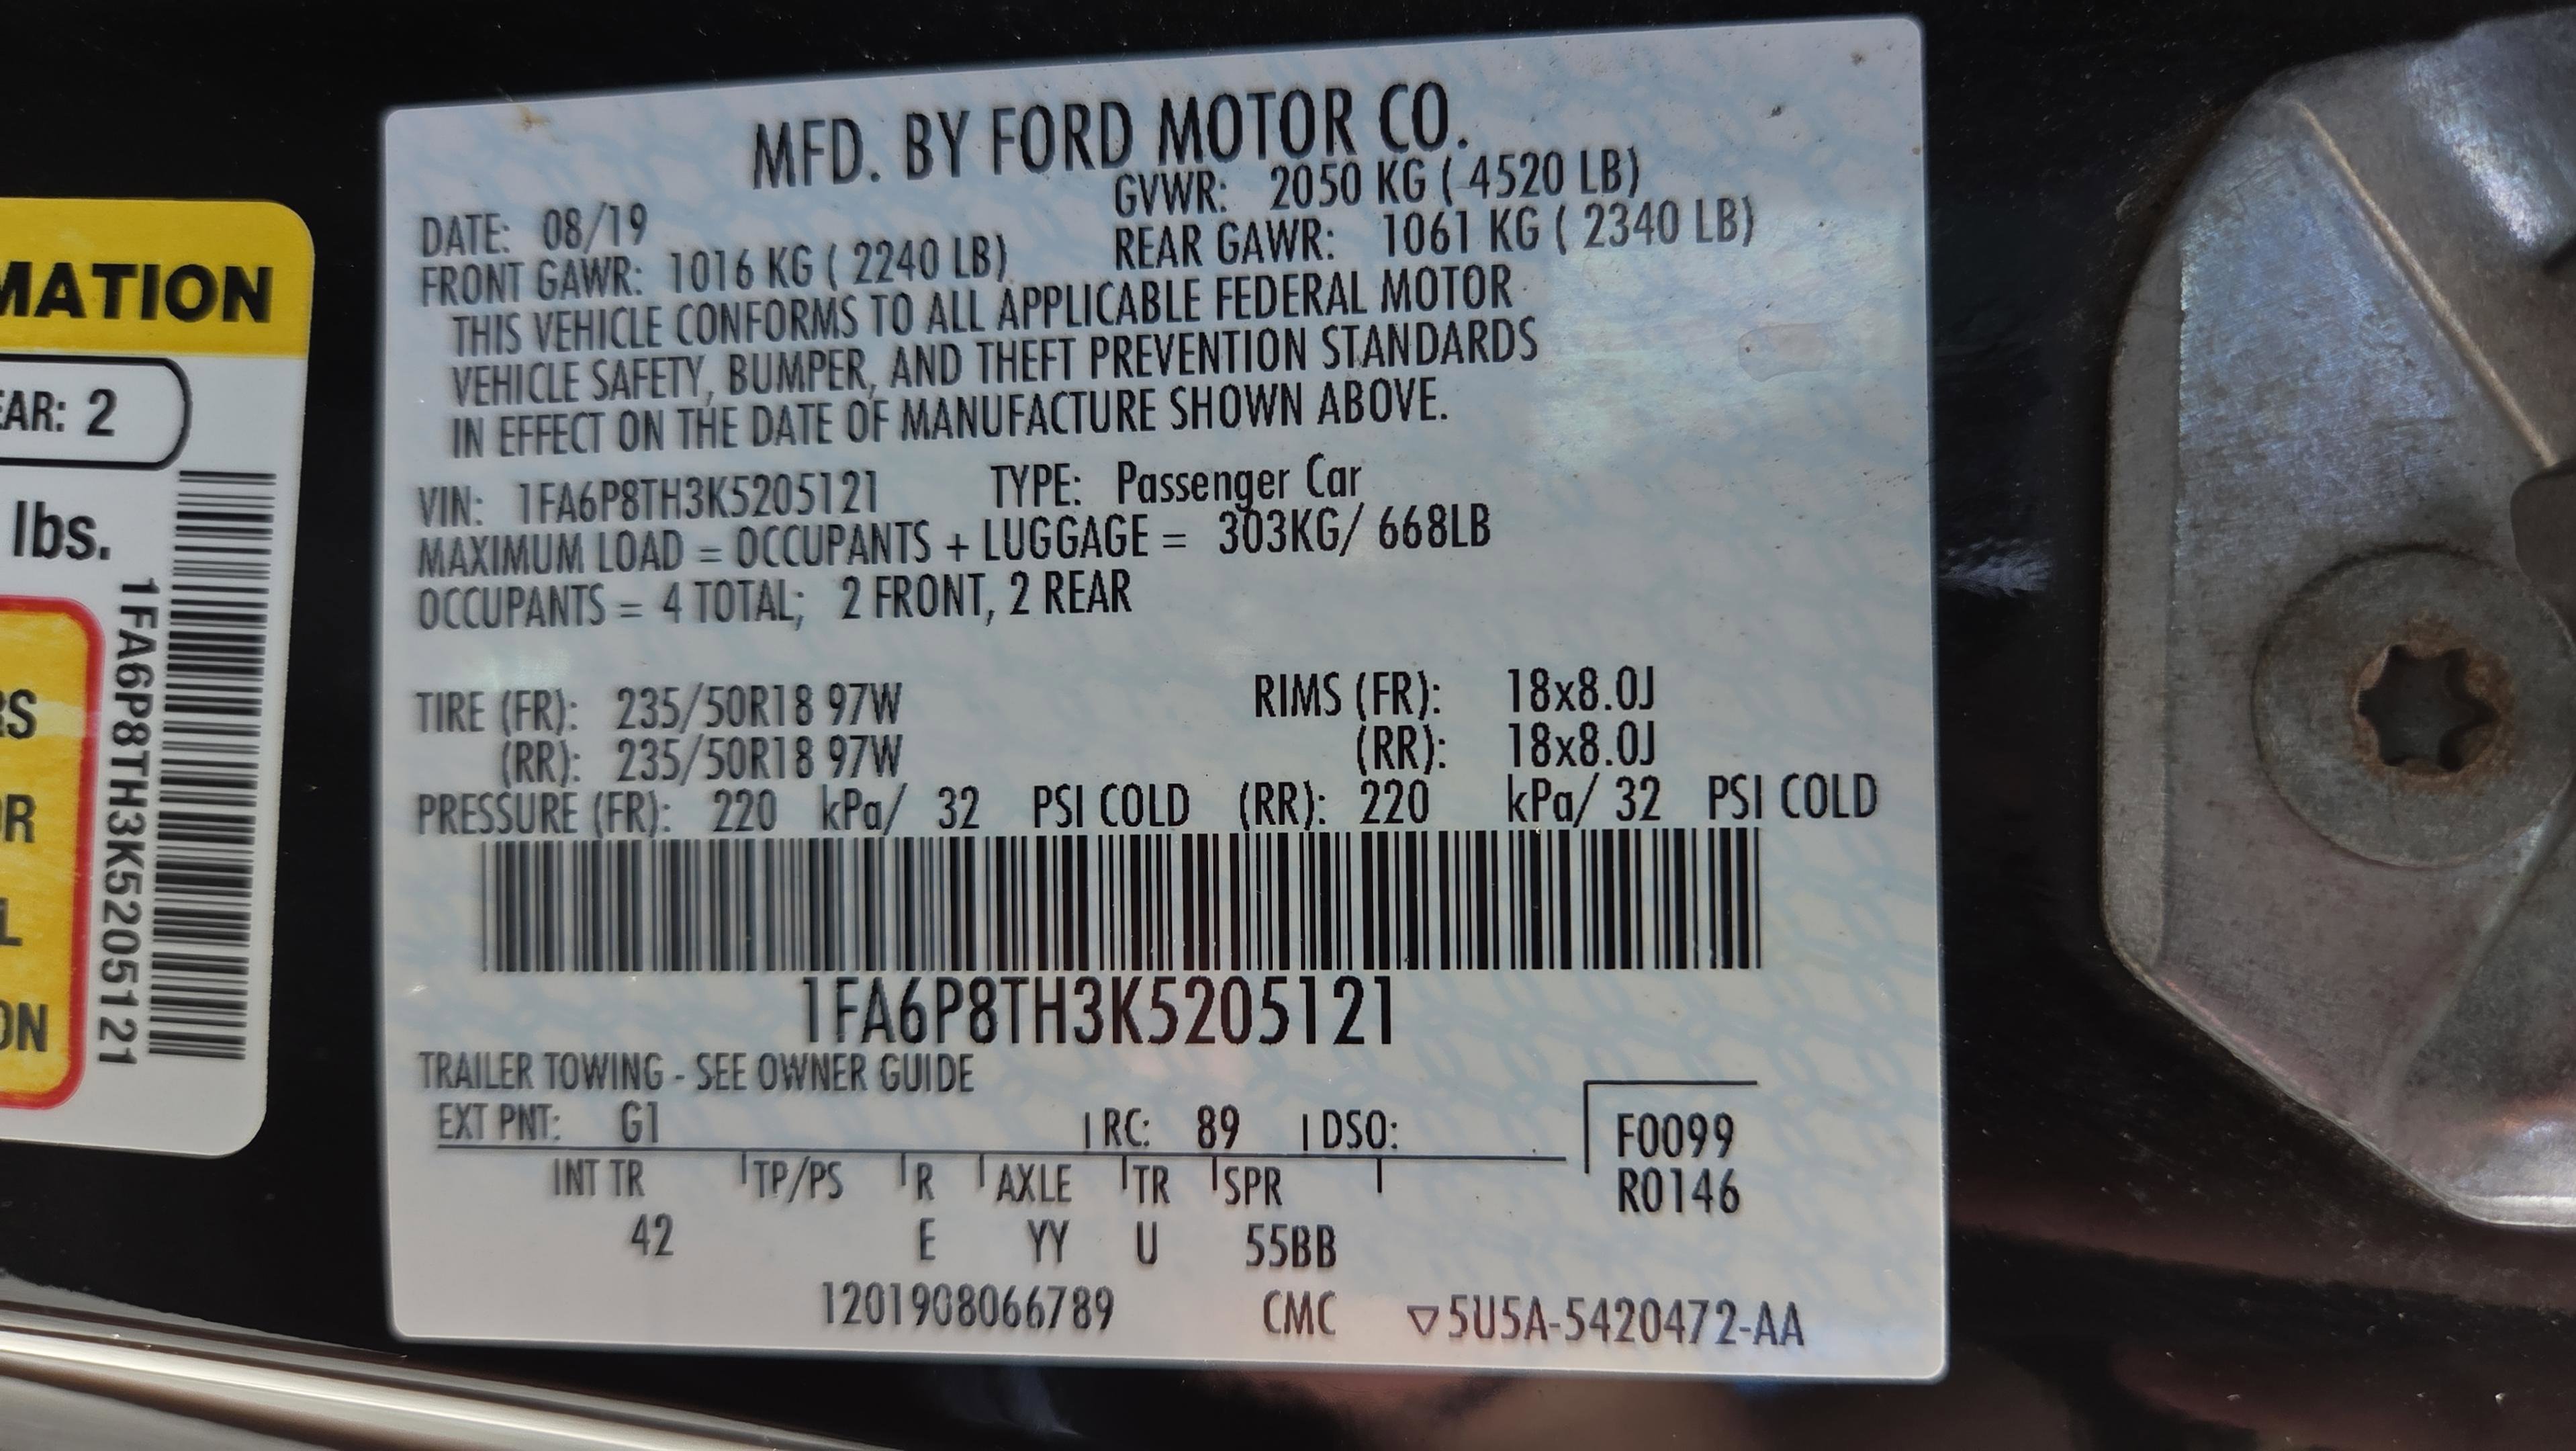 MATION
EAR: 2
lbs.
RS
OR
L
ON
1FA6P8TH3K5205121
MFD. BY FORD MOTOR CO.
DATE: 08/19 GVWR: 2050 KG ( 4520 LB)
FRONT GAWR: 1016 KG ( 2240 LB) REAR GAWR: 1061 KG ( 2340 LB)
THIS VEHICLE CONFORMS TO ALL APPLICABLE FEDERAL MOTOR
VEHICLE SAFETY, BUMPER, AND THEFT PREVENTION STANDARDS
IN EFFECT ON THE DATE OF MANUFACTURE SHOWN ABOVE.
VIN: 1FA6P8TH3K5205121 TYPE: Passenger Car
MAXIMUM LOAD = OCCUPANTS + LUGGAGE = 303KG/ 668LB
OCCUPANTS = 4 TOTAL; 2 FRONT, 2 REAR
TIRE (FR): 235/50R18 97W RIMS (FR): 18x8.0J
(RR): 235/50R18 97W (RR): 18x8.0J
PRESSURE (FR): 220 kPa/ 32 PSI COLD (RR): 220 kPa/ 32 PSI COLD
1FA6P8TH3K5205121
TRAILER TOWING - SEE OWNER GUIDE
EXT PNT: G1 RC: 89 DSO: F0099
INT TR TP/PS R AXLE TR SPR R0146
42 E YY U 55BB
1201908066789 CMC ▽5U5A-5420472-AA